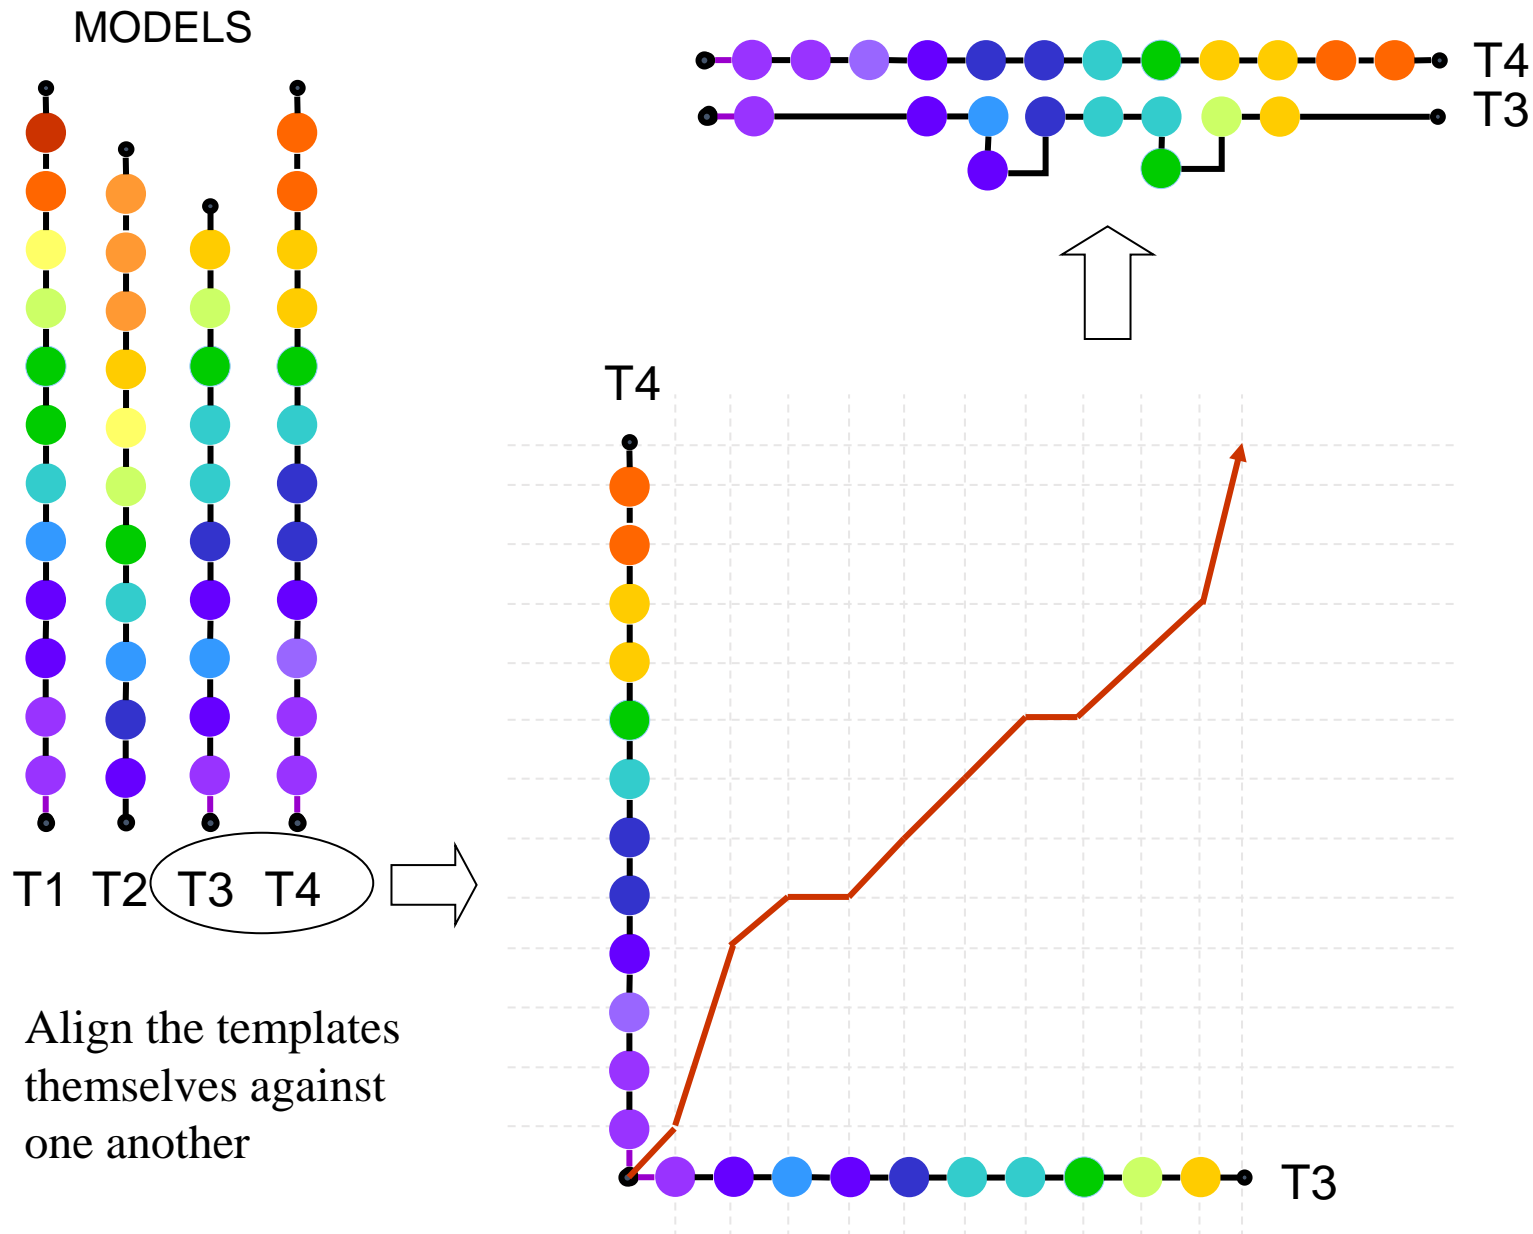 MODELS
T4
T3
T4
T1 T2 T3 T4
Align the templates
themselves against
one another
T3